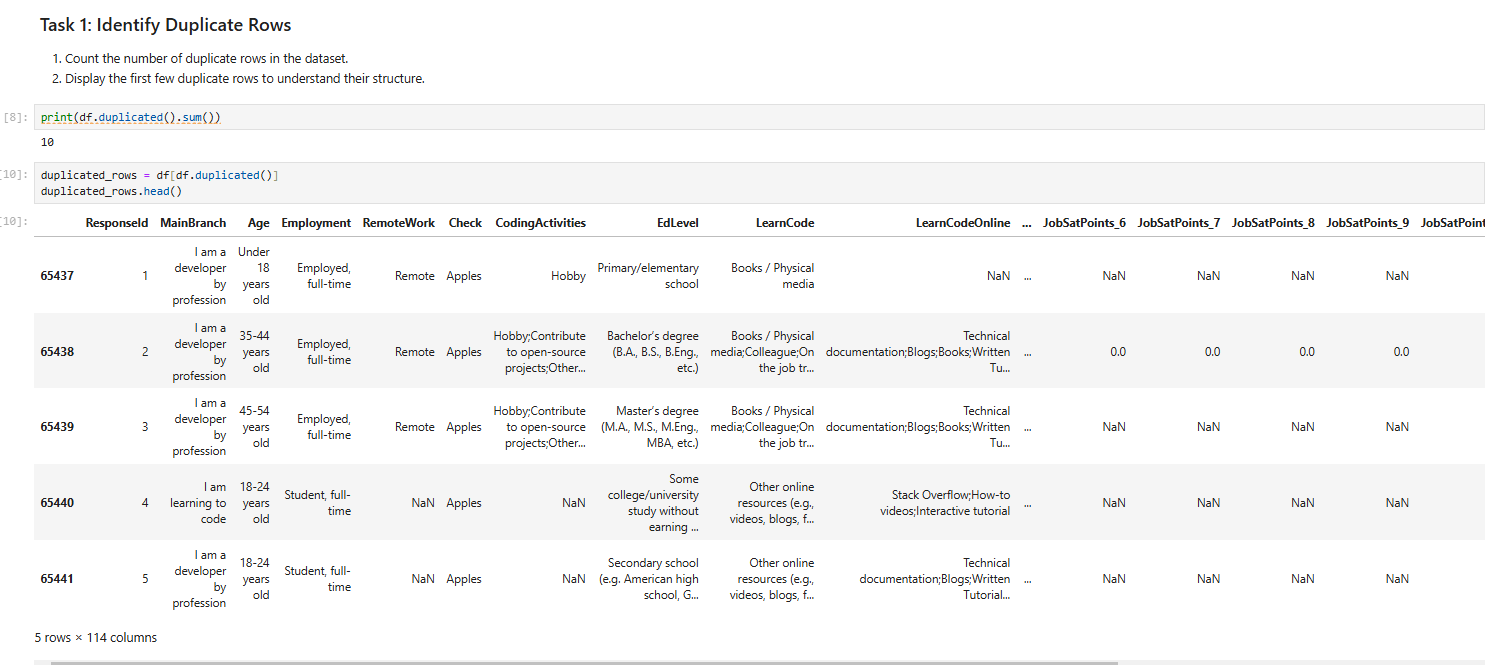 Task 1: Identify Duplicate Rows
1. Count the number of duplicate rows in the dataset.
2. Display the first few duplicate rows to understand their structure.
[8]: print(df.duplicated().sum())
10
[10]: duplicated_rows = df[df.duplicated()]
duplicated_rows.head()
[10]: ResponseId MainBranch Age Employment RemoteWork Check CodingActivities EdLevel LearnCode LearnCodeOnline ... JobSatPoints_6 JobSatPoints_7 JobSatPoints_8 JobSatPoints_9 JobSatPoint
65437 1 I am a developer by profession Under 18 years old Employed, full-time Remote Apples Hobby Primary/elementary school Books / Physical media NaN ... NaN NaN NaN NaN
65438 2 I am a developer by profession 35-44 years old Employed, full-time Remote Apples Hobby;Contribute to open-source projects;Other... Bachelor's degree (B.A., B.S., B.Eng., etc.) Books / Physical media;Colleague;On the job tr... Technical documentation;Blogs;Books;Written Tu... ... 0.0 0.0 0.0 0.0
65439 3 I am a developer by profession 45-54 years old Employed, full-time Remote Apples Hobby;Contribute to open-source projects;Other... Master's degree (M.A., M.S., M.Eng., MBA, etc.) Books / Physical media;Colleague;On the job tr... Technical documentation;Blogs;Books;Written Tu... ... NaN NaN NaN NaN
65440 4 I am learning to code 18-24 years old Student, full-time NaN Apples NaN Some college/university study without earning ... Other online resources (e.g., videos, blogs, f... Stack Overflow;How-to videos;Interactive tutorial ... NaN NaN NaN NaN
65441 5 I am a developer by profession 18-24 years old Student, full-time NaN Apples NaN Secondary school (e.g. American high school, G... Other online resources (e.g., videos, blogs, f... Technical documentation;Blogs;Written Tutorial... ... NaN NaN NaN NaN
5 rows × 114 columns